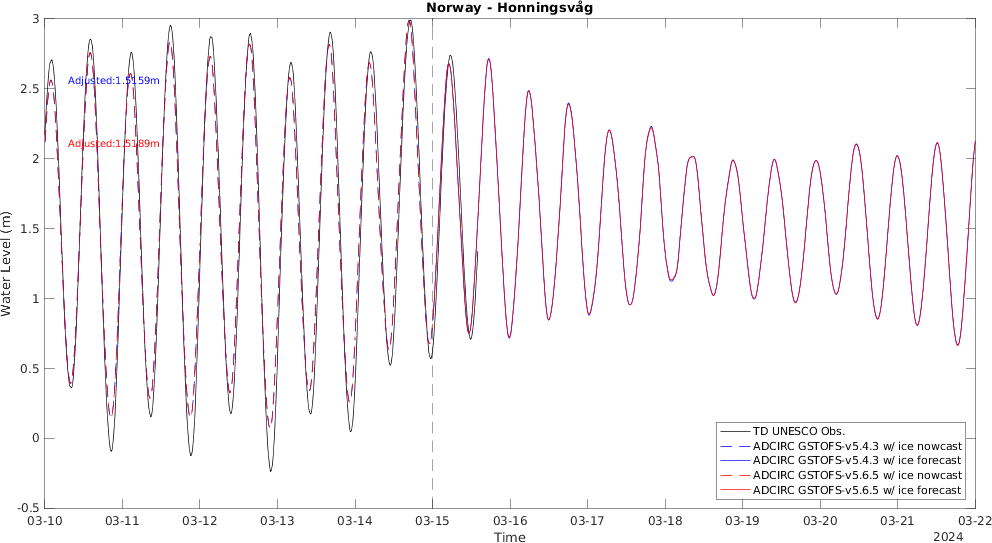 Norway - Honningsvåg
3
2.5
2
1.5
1
0.5
0
-0.5
Water Level (m)
Adjusted:1.5159m
Adjusted:1.5189m
TD UNESCO Obs.
ADCIRC GSTOFS-v5.4.3 w/ ice nowcast
ADCIRC GSTOFS-v5.4.3 w/ ice forecast
ADCIRC GSTOFS-v5.6.5 w/ ice nowcast
ADCIRC GSTOFS-v5.6.5 w/ ice forecast
03-10 03-11 03-12 03-13 03-14 03-15 03-16 03-17 03-18 03-19 03-20 03-21 03-22
Time
2024